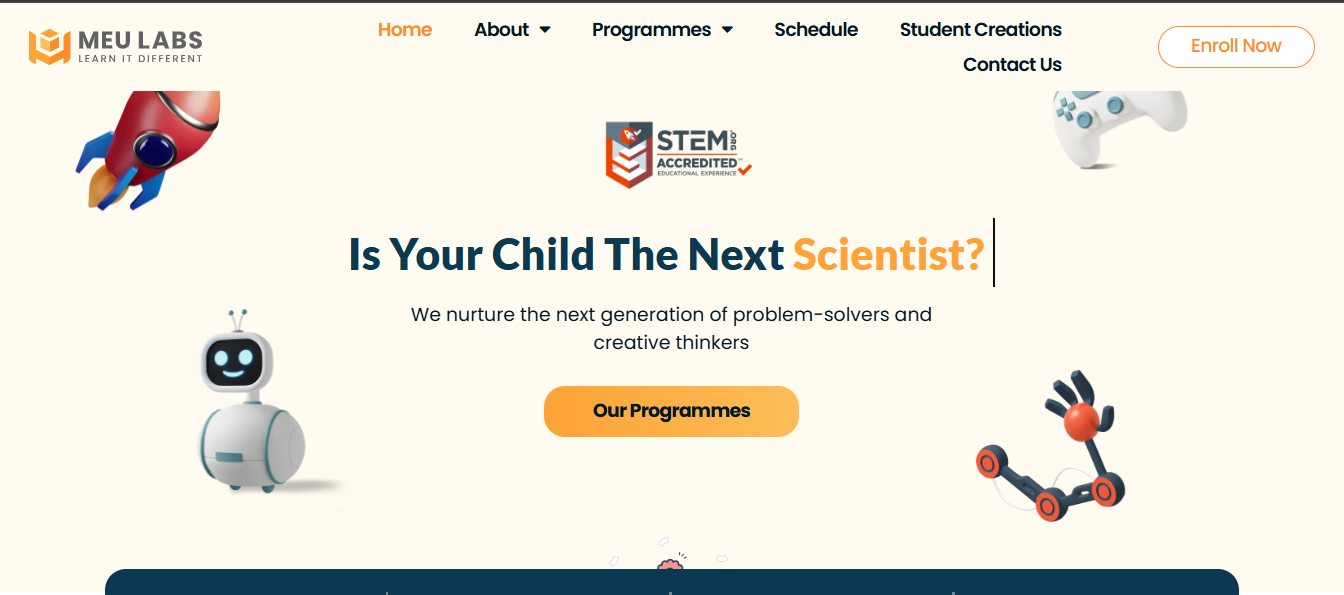 MEU LABS
LEARN IT DIFFERENT
Home About Programmes Schedule Student Creations
Contact Us
Enroll Now
STEM.ORG
ACCREDITED™
EDUCATIONAL EXPERIENCE
Is Your Child The Next Scientist?
We nurture the next generation of problem-solvers and
creative thinkers
Our Programmes